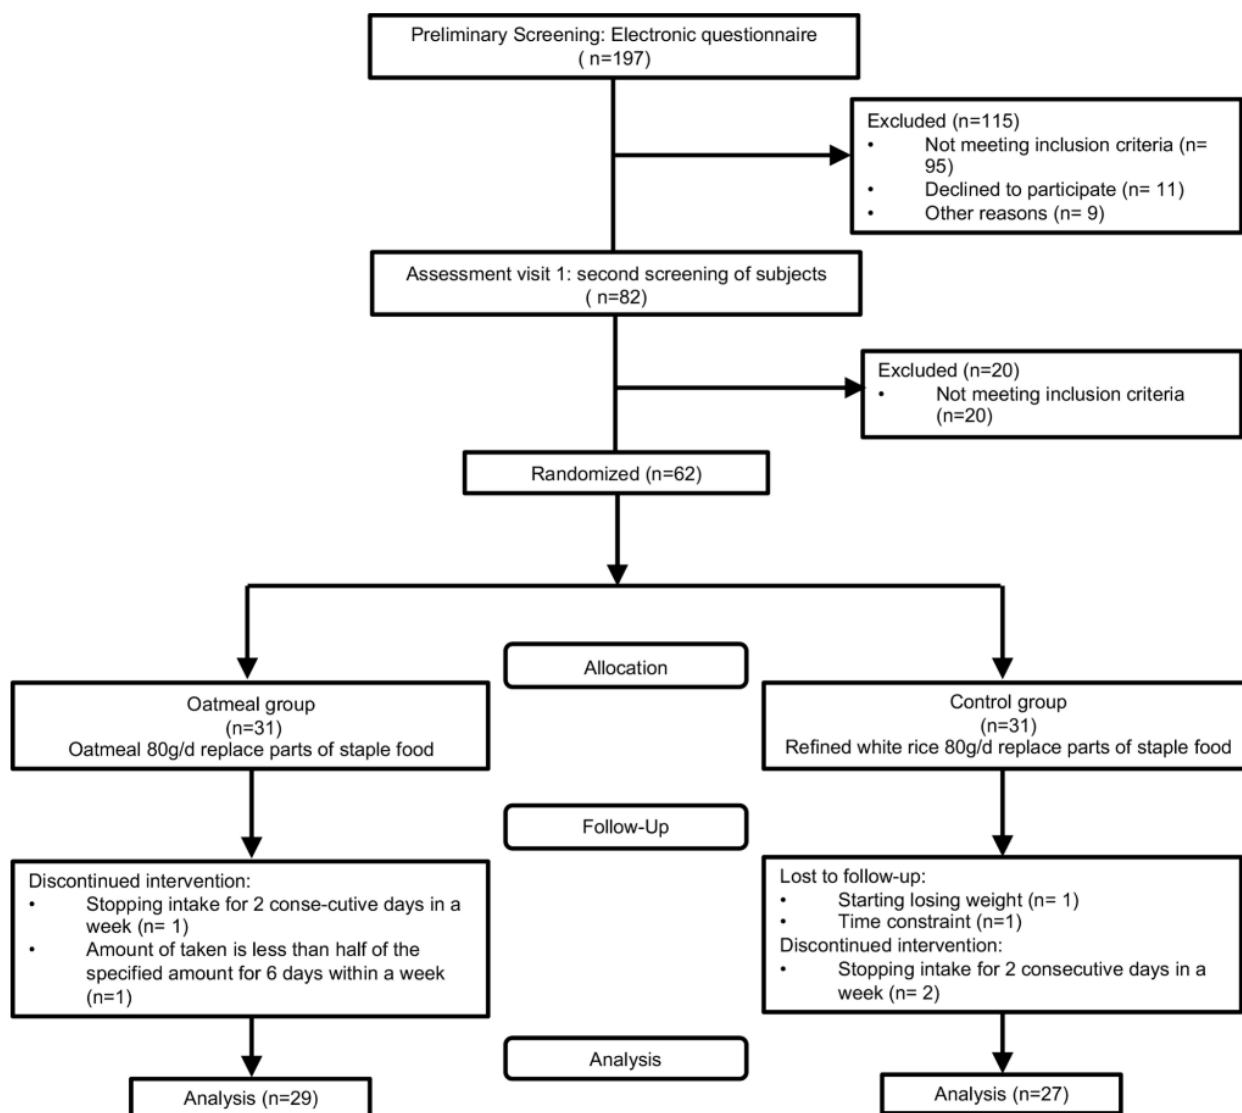 Preliminary Screening: Electronic questionnaire
( n=197)
Excluded (n=115)
• Not meeting inclusion criteria (n=
95)
• Declined to participate (n= 11)
• Other reasons (n= 9)
Assessment visit 1: second screening of subjects
( n=82)
Excluded (n=20)
• Not meeting inclusion criteria
(n=20)
Randomized (n=62)
Allocation
Oatmeal group
(n=31)
Oatmeal 80g/d replace parts of staple food
Control group
(n=31)
Refined white rice 80g/d replace parts of staple food
Follow-Up
Discontinued intervention:
• Stopping intake for 2 conse-cutive days in a
week (n= 1)
• Amount of taken is less than half of the
specified amount for 6 days within a week
(n=1)
Lost to follow-up:
• Starting losing weight (n= 1)
• Time constraint (n=1)
Discontinued intervention:
• Stopping intake for 2 consecutive days in a
week (n= 2)
Analysis
Analysis (n=29)
Analysis (n=27)